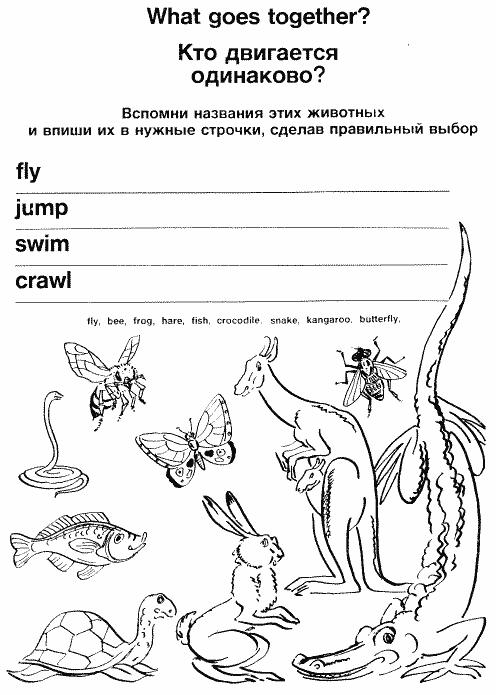 What goes together?
Кто двигается
одинаково?
Вспомни названия этих животных
и впиши их в нужные строчки, сделав правильный выбор
fly
jump
swim
crawl
fly, bee, frog, hare, fish, crocodile, snake, kangaroo, butterfly.